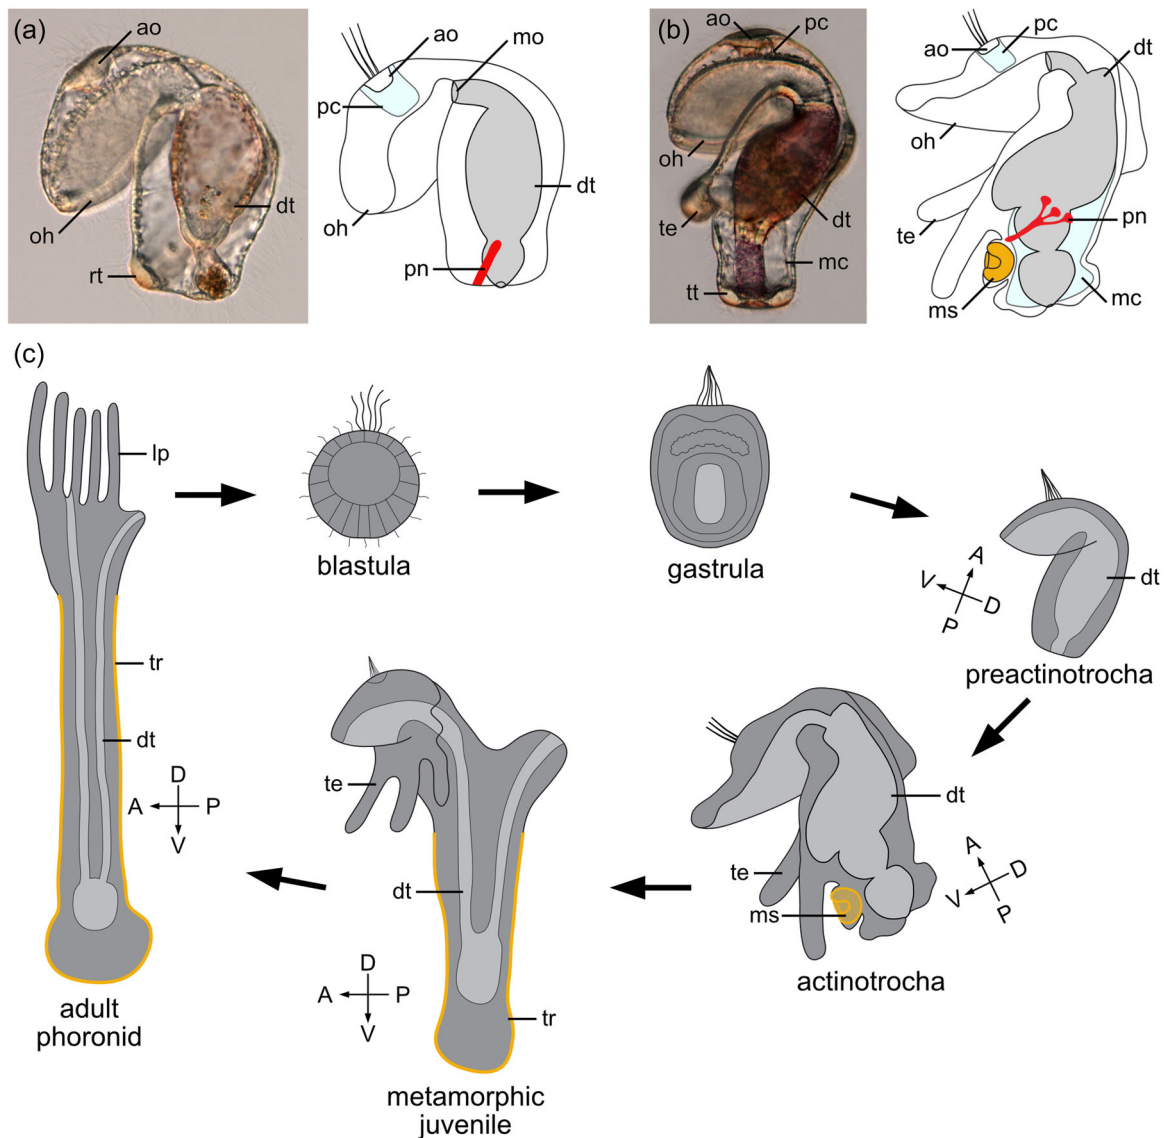 (a)
ao
oh
rt
dt
ao
mo
pc
oh
dt
pn
(b)
ao
pc
oh
te
dt
mc
tt
ao
pc
dt
oh
te
pn
ms
mc
(c)
lp
tr
dt
D
A P
V
adult
phoronid
blastula
gastrula
A
V
D
P
dt
preactinotrocha
dt
te
ms
A
D
V
P
actinotrocha
te
dt
D
A P
V
tr
metamorphic
juvenile